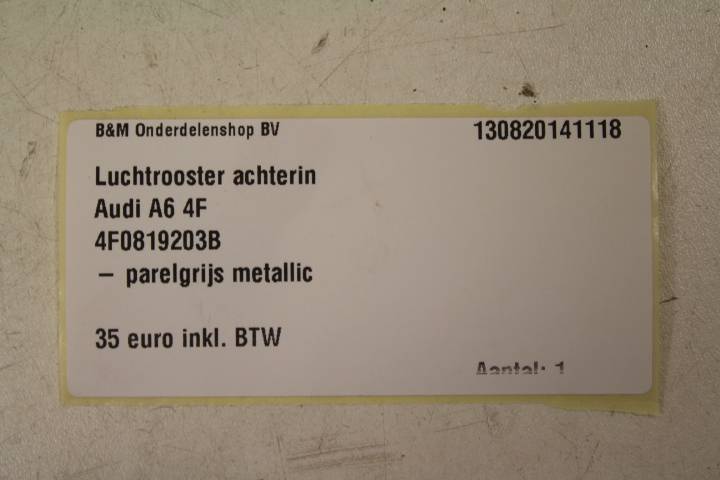 B&M Onderdelenshop BV 130820141118
Luchtrooster achterin
Audi A6 4F
4F0819203B
– parelgrijs metallic
35 euro inkl. BTW
Aantal: 1